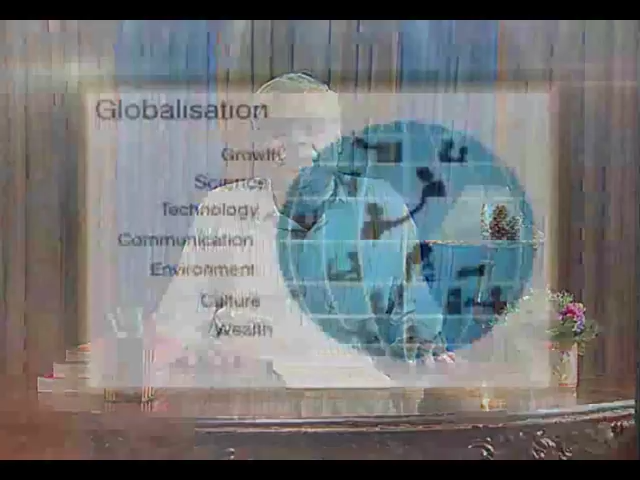 Globalisation
Growth
Science
Technology
Communication
Environment
Culture
Wealth